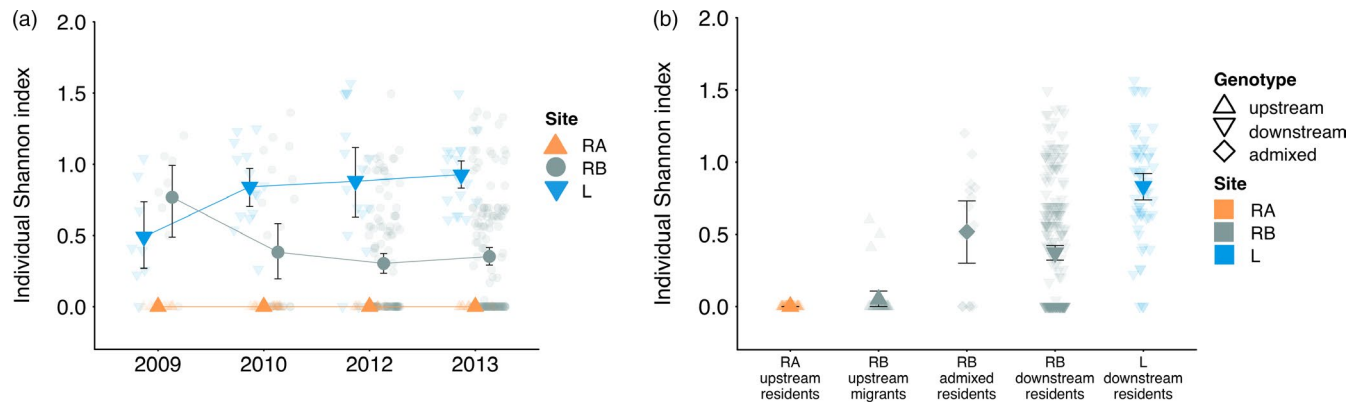 (a)
Individual Shannon index
2.0
1.5
1.0
0.5
0.0
2009 2010 2012 2013
Site
RA
RB
L
(b)
Individual Shannon index
2.0
1.5
1.0
0.5
0.0
RA RB RB RB L
upstream upstream admixed downstream downstream
residents migrants residents residents residents
Genotype
upstream
downstream
admixed
Site
RA
RB
L